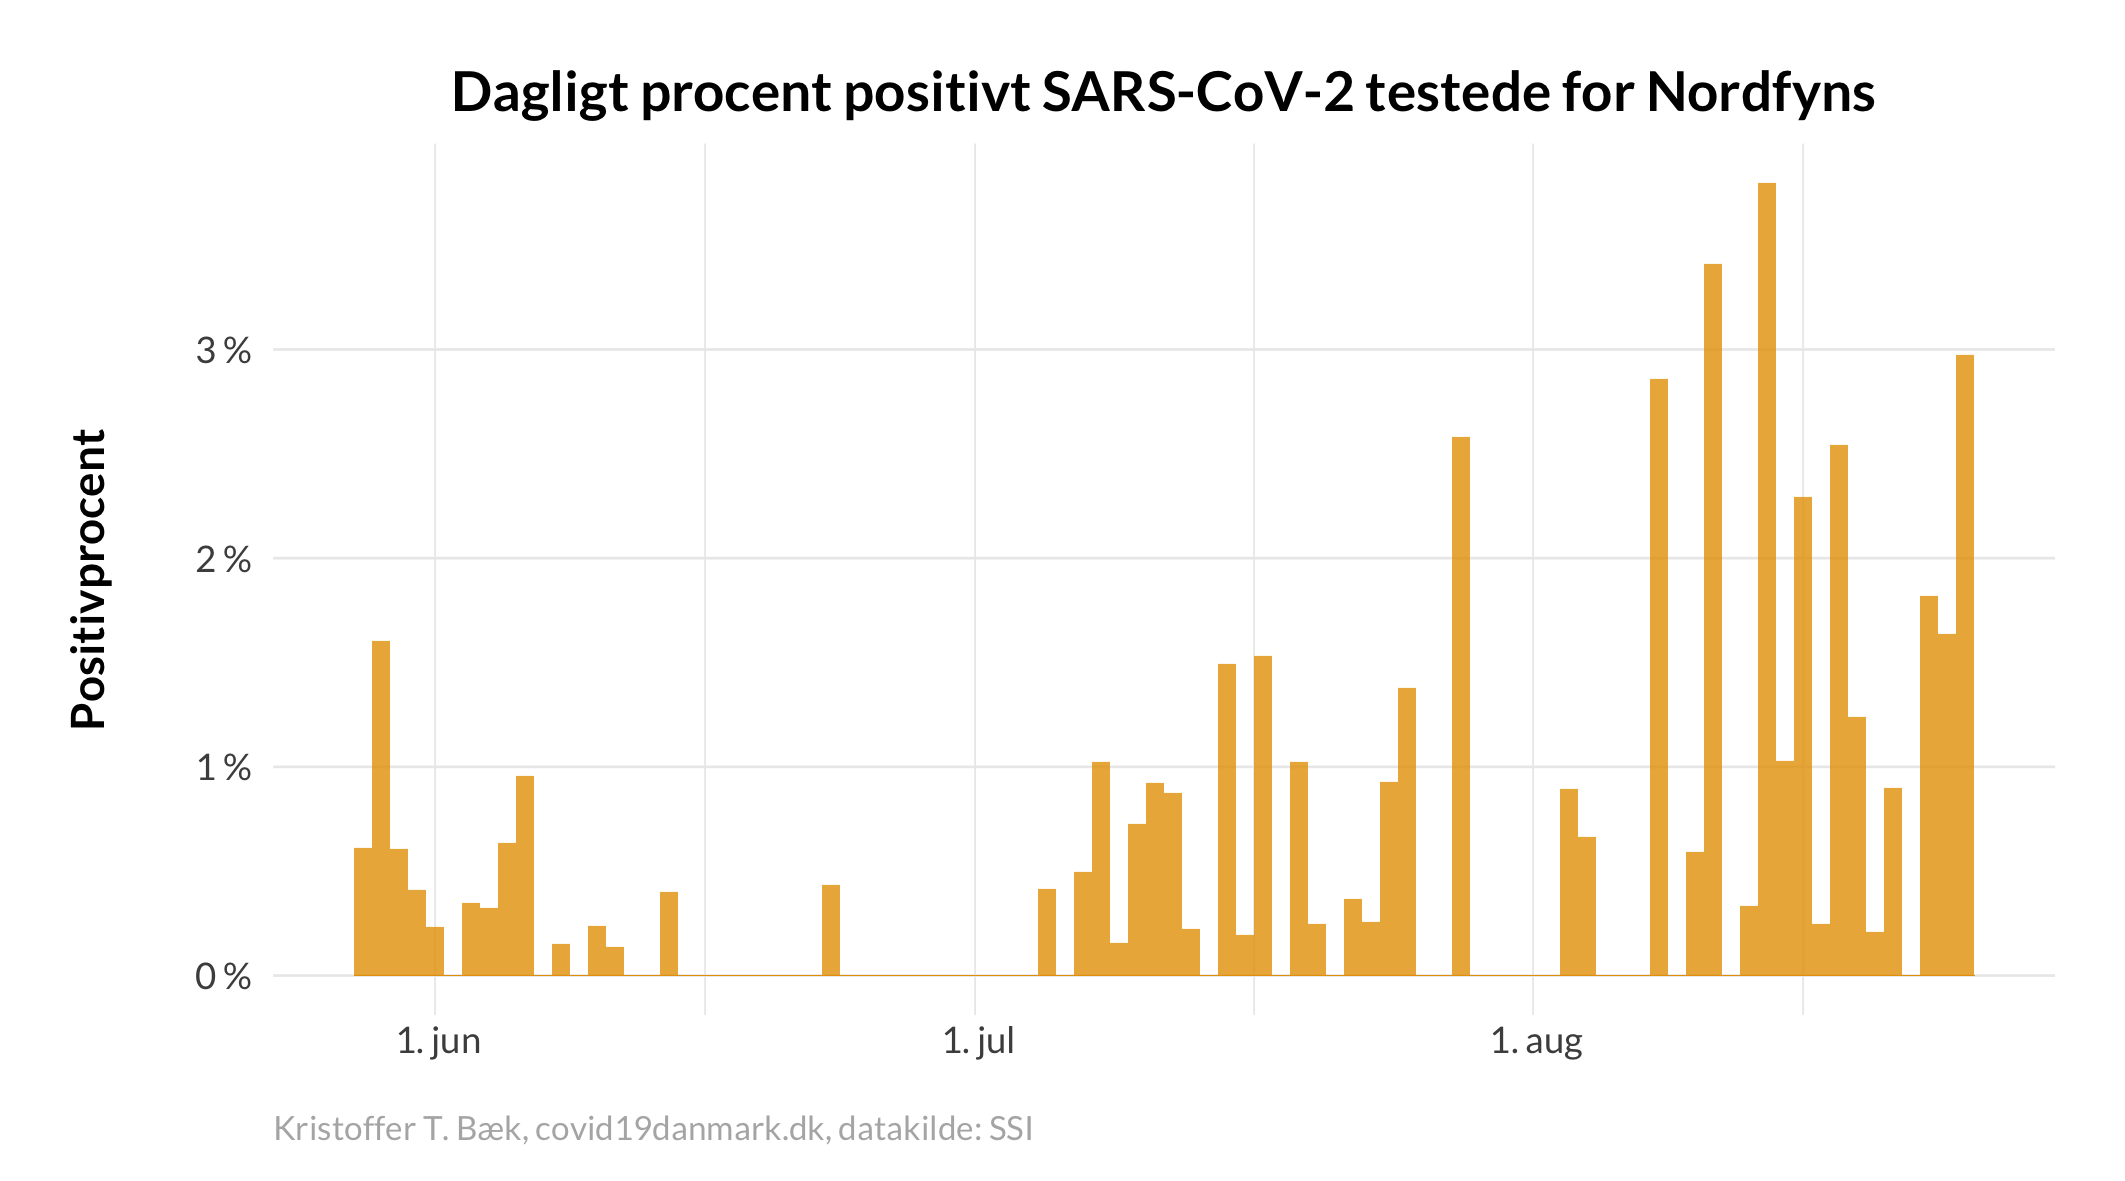 Dagligt procent positivt SARS-CoV-2 testede for Nordfyns
Positivprocent
3 %
2 %
1 %
0 %
1. jun
1. jul
1. aug
Kristoffer T. Bæk, covid19danmark.dk, datakilde: SSI